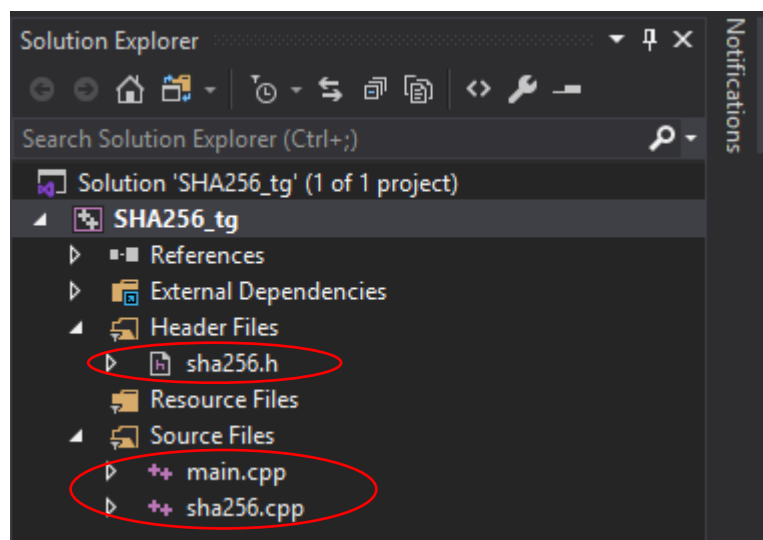 Solution Explorer
Search Solution Explorer (Ctrl+;)
Solution 'SHA256_tg' (1 of 1 project)
SHA256_tg
References
External Dependencies
Header Files
sha256.h
Resource Files
Source Files
main.cpp
sha256.cpp
Notifications